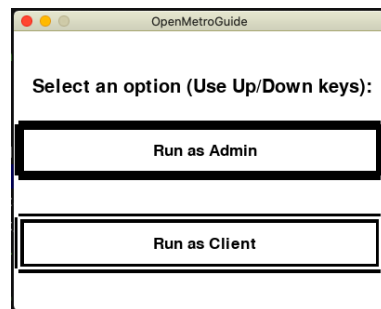 OpenMetroGuide
Select an option (Use Up/Down keys):
Run as Admin
Run as Client